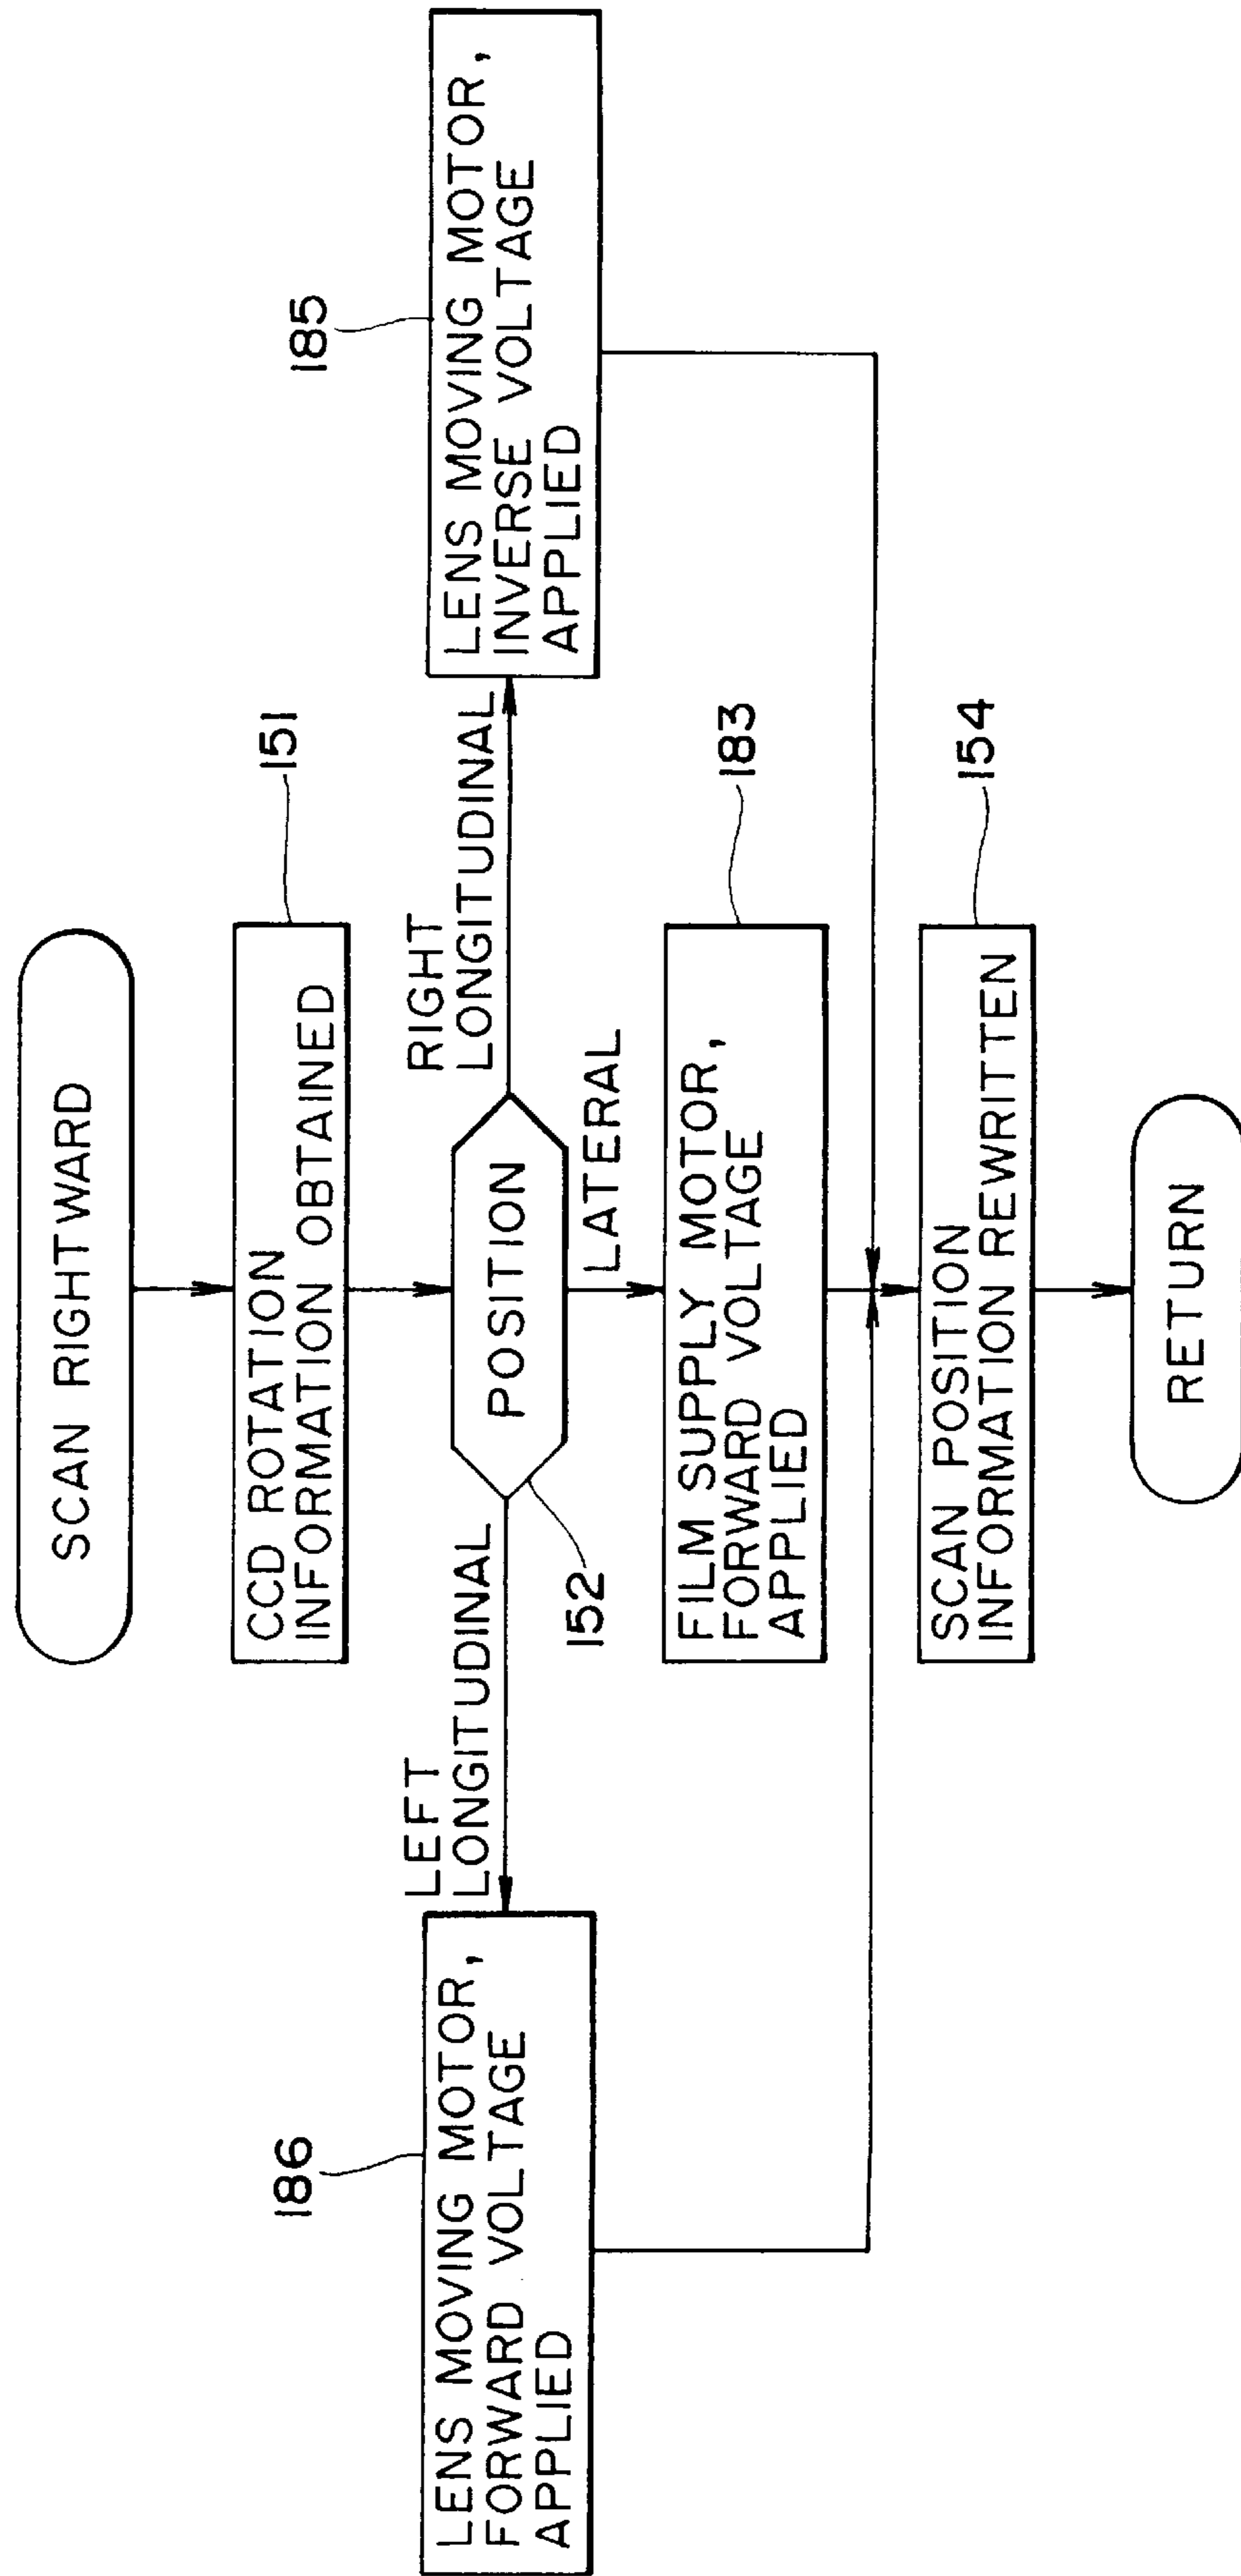 SCAN RIGHTWARD
151
CCD ROTATION
INFORMATION OBTAINED
152
POSITION
LEFT
LONGITUDINAL
RIGHT
LONGITUDINAL
LATERAL
186
LENS MOVING MOTOR,
FORWARD VOLTAGE
APPLIED
185
LENS MOVING MOTOR,
INVERSE VOLTAGE
APPLIED
183
FILM SUPPLY MOTOR,
FORWARD VOLTAGE
APPLIED
154
SCAN POSITION
INFORMATION REWRITTEN
RETURN